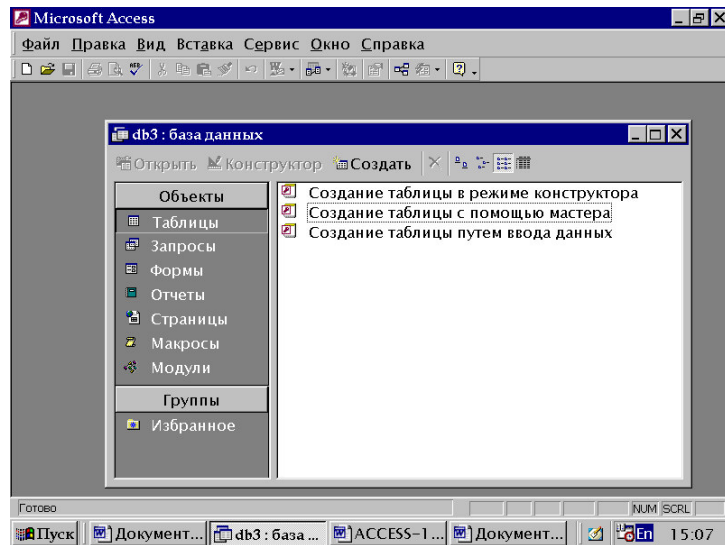 Microsoft Access
Файл Правка Вид Вставка Сервис Окно Справка
db3 : база данных
Открыть Конструктор Создать
Объекты
Таблицы
Запросы
Формы
Отчеты
Страницы
Макросы
Модули
Группы
Избранное
Создание таблицы в режиме конструктора
Создание таблицы с помощью мастера
Создание таблицы путем ввода данных
Готово NUM SCRL
Пуск Документ... db3 : база ... ACCESS-1... Документ... En 15:07